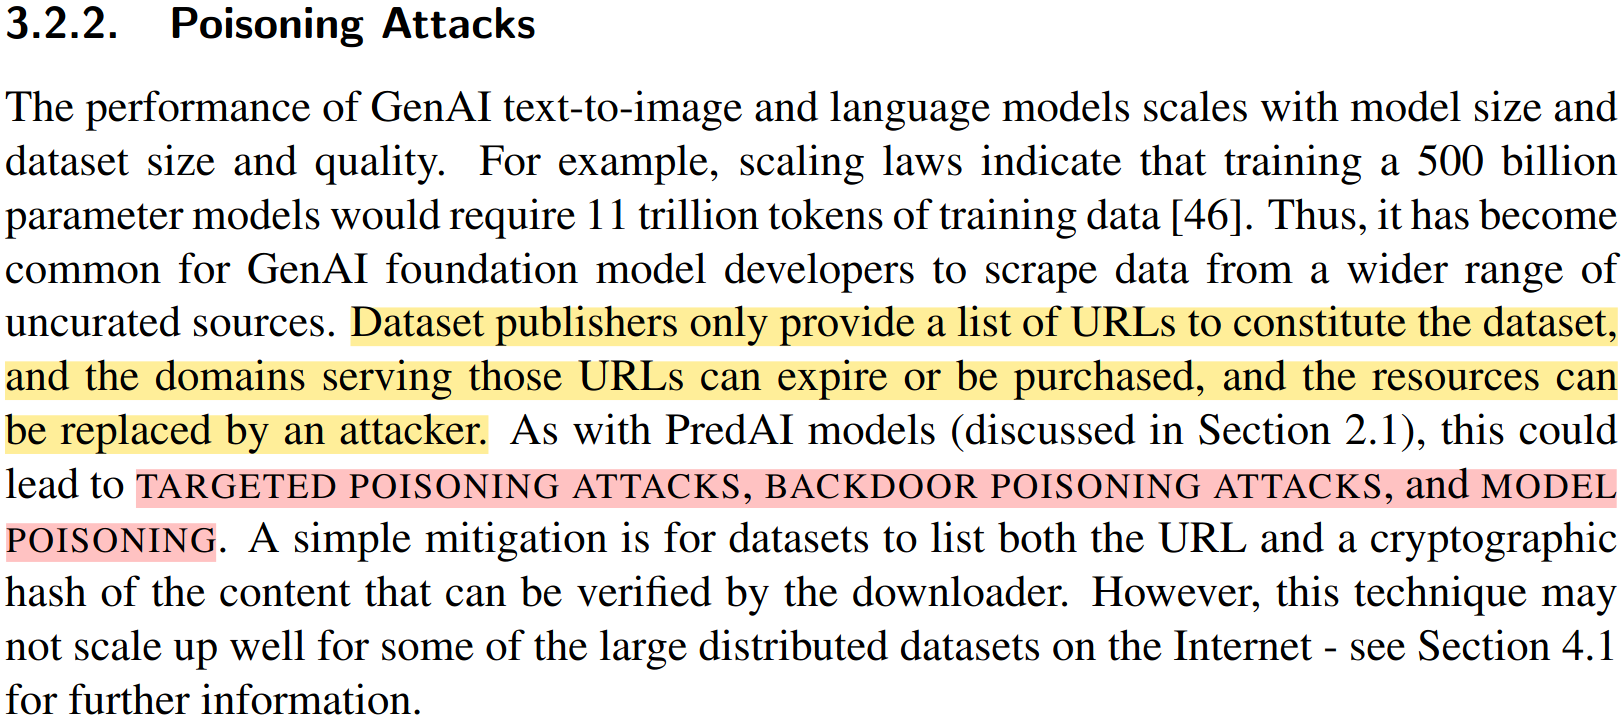 3.2.2. Poisoning Attacks
The performance of GenAI text-to-image and language models scales with model size and
dataset size and quality. For example, scaling laws indicate that training a 500 billion
parameter models would require 11 trillion tokens of training data [46]. Thus, it has become
common for GenAI foundation model developers to scrape data from a wider range of
uncurated sources. Dataset publishers only provide a list of URLs to constitute the dataset,
and the domains serving those URLs can expire or be purchased, and the resources can
be replaced by an attacker. As with PredAI models (discussed in Section 2.1), this could
lead to TARGETED POISONING ATTACKS, BACKDOOR POISONING ATTACKS, and MODEL
POISONING. A simple mitigation is for datasets to list both the URL and a cryptographic
hash of the content that can be verified by the downloader. However, this technique may
not scale up well for some of the large distributed datasets on the Internet - see Section 4.1
for further information.